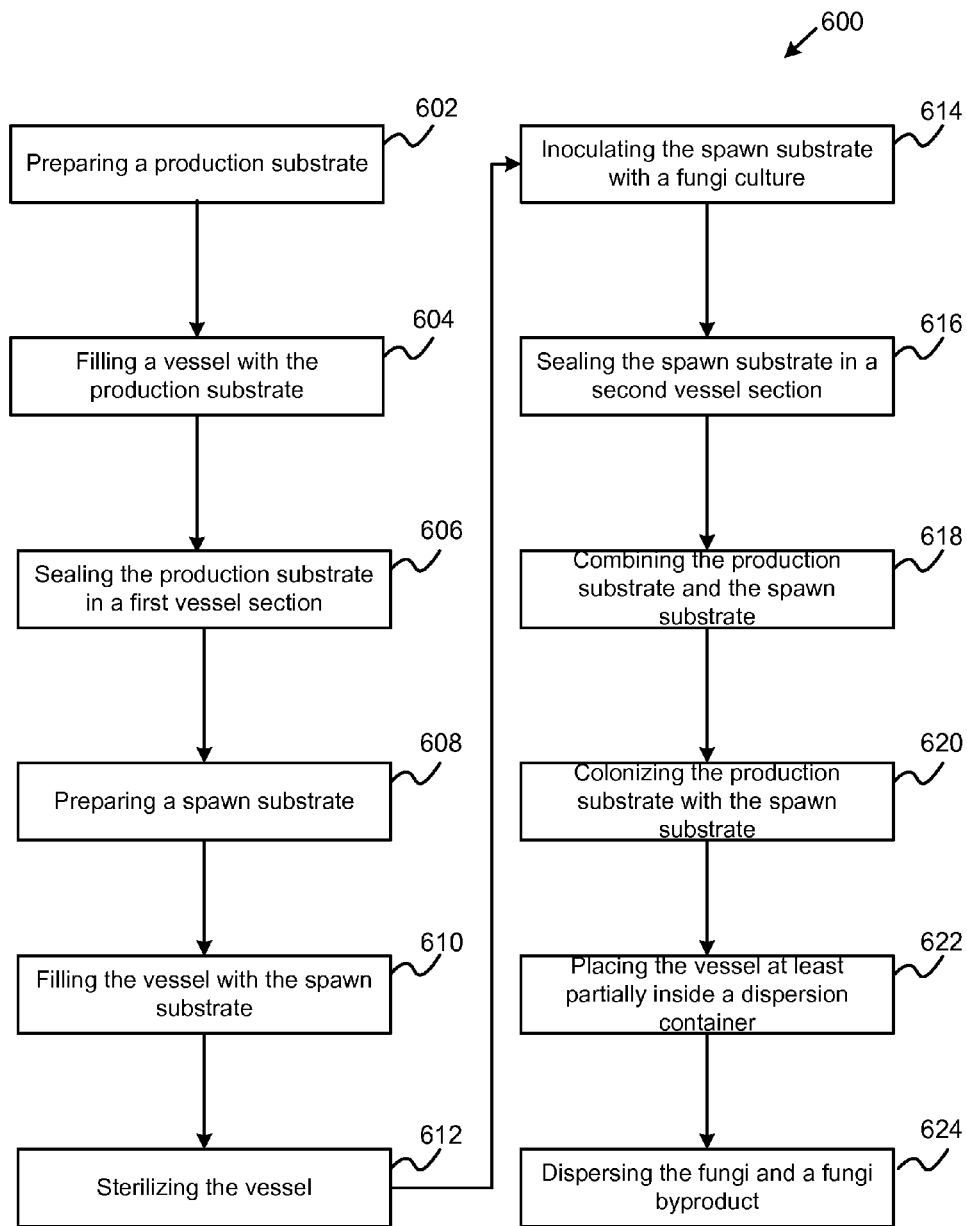 600
602
Preparing a production substrate
604
Filling a vessel with the
production substrate
606
Sealing the production substrate
in a first vessel section
608
Preparing a spawn substrate
610
Filling the vessel with the spawn
substrate
612
Sterilizing the vessel
614
Inoculating the spawn substrate
with a fungi culture
616
Sealing the spawn substrate in a
second vessel section
618
Combining the production
substrate and the spawn
substrate
620
Colonizing the production
substrate with the spawn
substrate
622
Placing the vessel at least
partially inside a dispersion
container
624
Dispersing the fungi and a fungi
byproduct